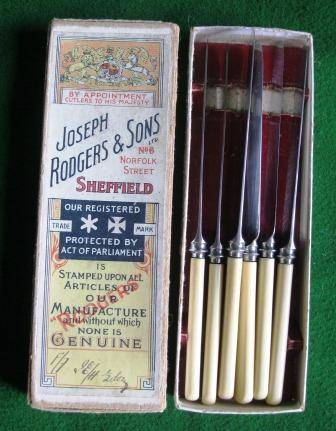 BY APPOINTMENT
CUTLERS TO HIS MAJESTY
JOSEPH
RODGERS & SONS
LTD
No 6
NORFOLK
STREET
SHEFFIELD
OUR REGISTERED
TRADE MARK
PROTECTED BY
ACT OF PARLIAMENT
IS
STAMPED UPON ALL
ARTICLES OF
OUR
MANUFACTURE
and without which
NONE IS
GENUINE